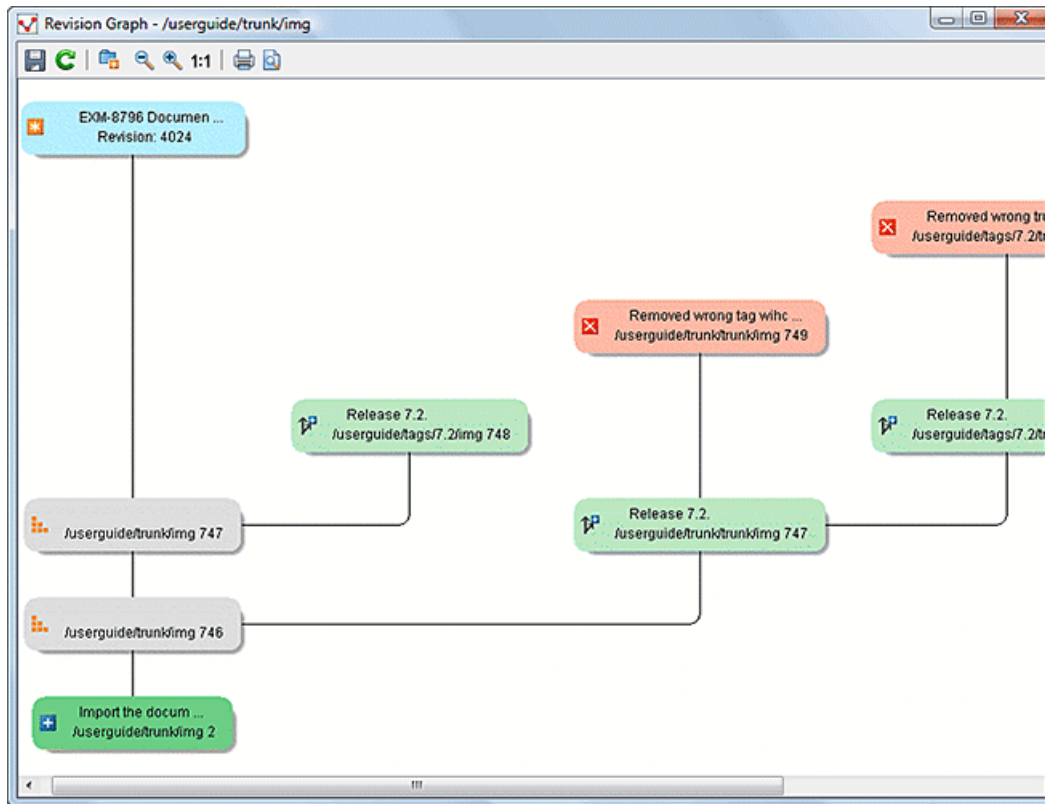 Revision Graph - /userguide/trunk/img
1:1
EXM-8796 Documen ...
Revision: 4024
Removed wrong tru
/userguide/tags/7.2/tru
Removed wrong tag wihc ...
/userguide/trunk/trunk/img 749
Release 7.2.
/userguide/tags/7.2/img 748
Release 7.2.
/userguide/tags/7.2/tru
/userguide/trunk/img 747
Release 7.2.
/userguide/trunk/trunk/img 747
/userguide/trunk/img 746
Import the docum ...
/userguide/trunk/img 2